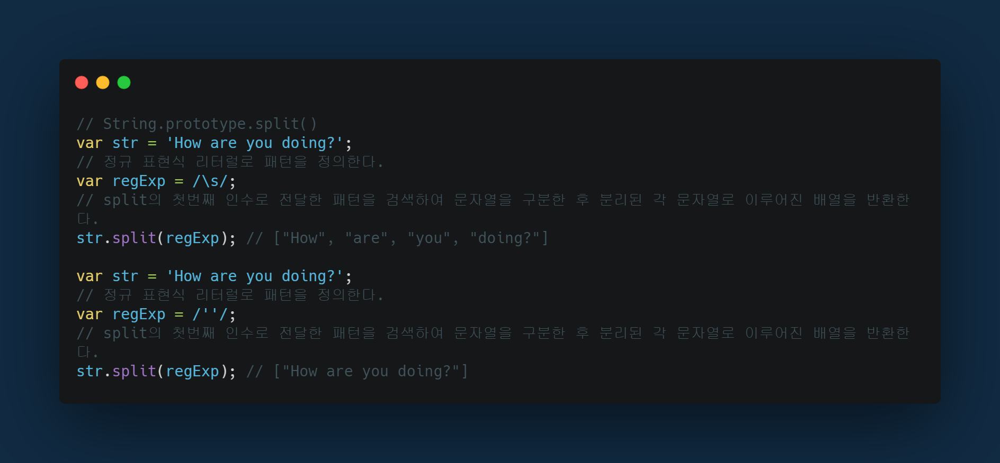 // String.prototype.split()
var str = 'How are you doing?';
// 정규 표현식 리터럴로 패턴을 정의한다.
var regExp = /\s/;
// split의 첫번째 인수로 전달한 패턴을 검색하여 문자열을 구분한 후 분리된 각 문자열로 이루어진 배열을 반환한
다.
str.split(regExp); // ["How", "are", "you", "doing?"]
var str = 'How are you doing?';
// 정규 표현식 리터럴로 패턴을 정의한다.
var regExp = /''/;
// split의 첫번째 인수로 전달한 패턴을 검색하여 문자열을 구분한 후 분리된 각 문자열로 이루어진 배열을 반환한
다.
str.split(regExp); // ["How are you doing?"]